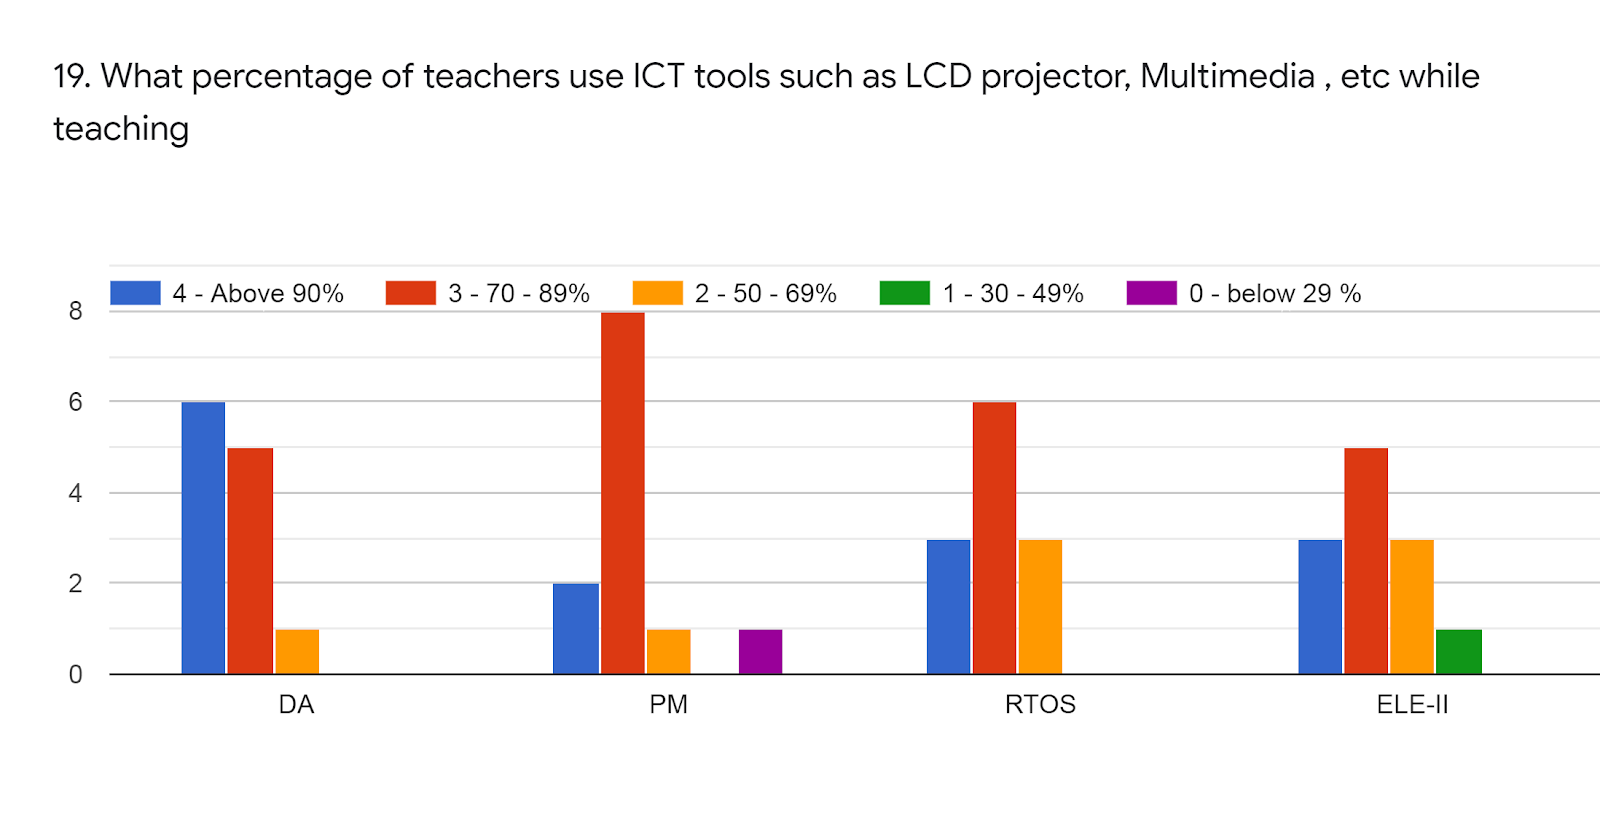 19. What percentage of teachers use ICT tools such as LCD projector, Multimedia , etc while
teaching
4 - Above 90% 3 - 70 - 89% 2 - 50 - 69% 1 - 30 - 49% 0 - below 29 %
8
6
4
2
0
DA PM RTOS ELE-II